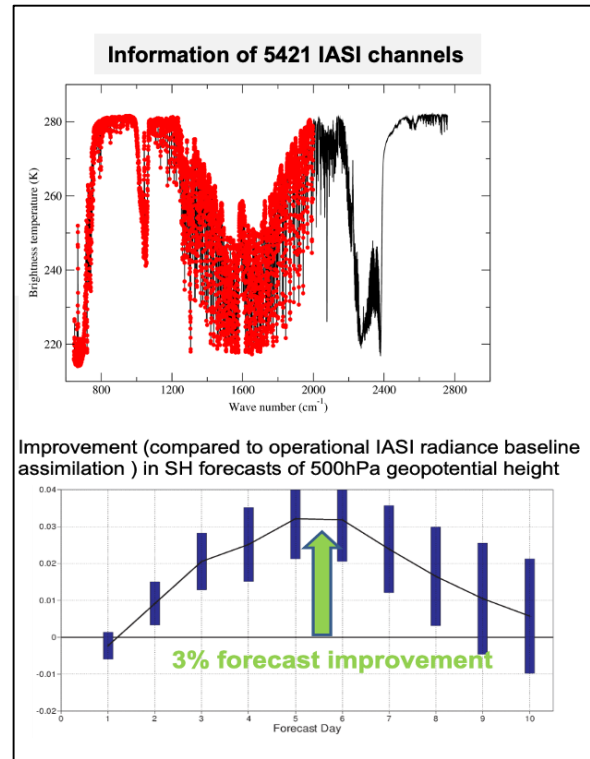 Information of 5421 IASI channels
280
260
240
220
Brightness temperature (K)
800 1200 1600 2000 2400 2800
Wave number (cm-1)
Improvement (compared to operational IASI radiance baseline
assimilation ) in SH forecasts of 500hPa geopotential height
0.04
0.03
0.02
0.01
0
-0.01
-0.02
3% forecast improvement
0 1 2 3 4 5 6 7 8 9 10
Forecast Day